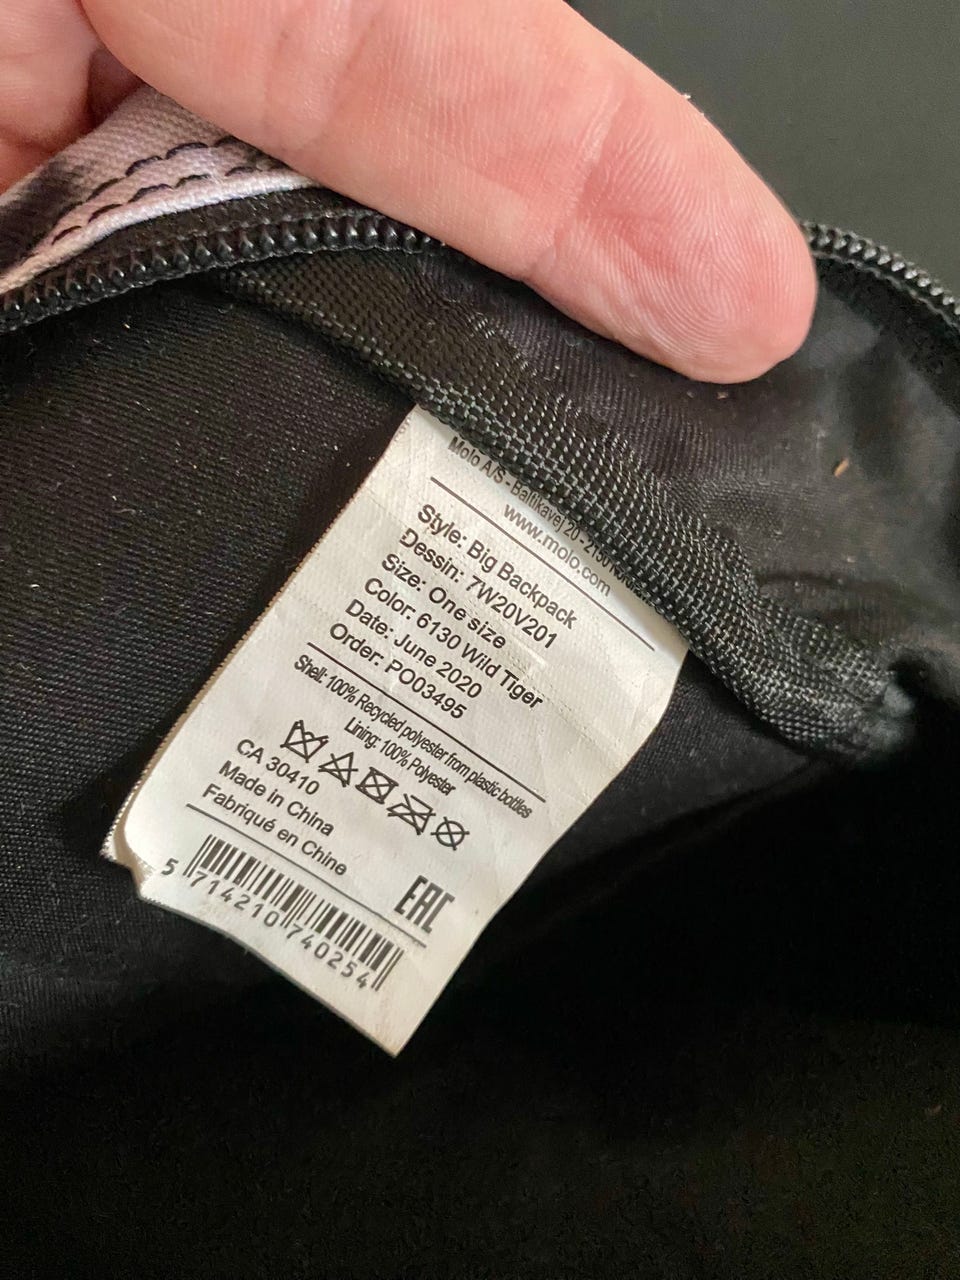 Molo A/S - Baltikavej 20 - 2150
www.molo.com
Style: Big Backpack
Dessin: 7W20V201
Size: One size
Color: 6130 Wild Tiger
Date: June 2020
Order: PO03495
Shell: 100% Recycled polyester from plastic bottles
Lining: 100% Polyester
CA 30410
Made in China
Fabriqué en Chine
EAC
5 714210 740254